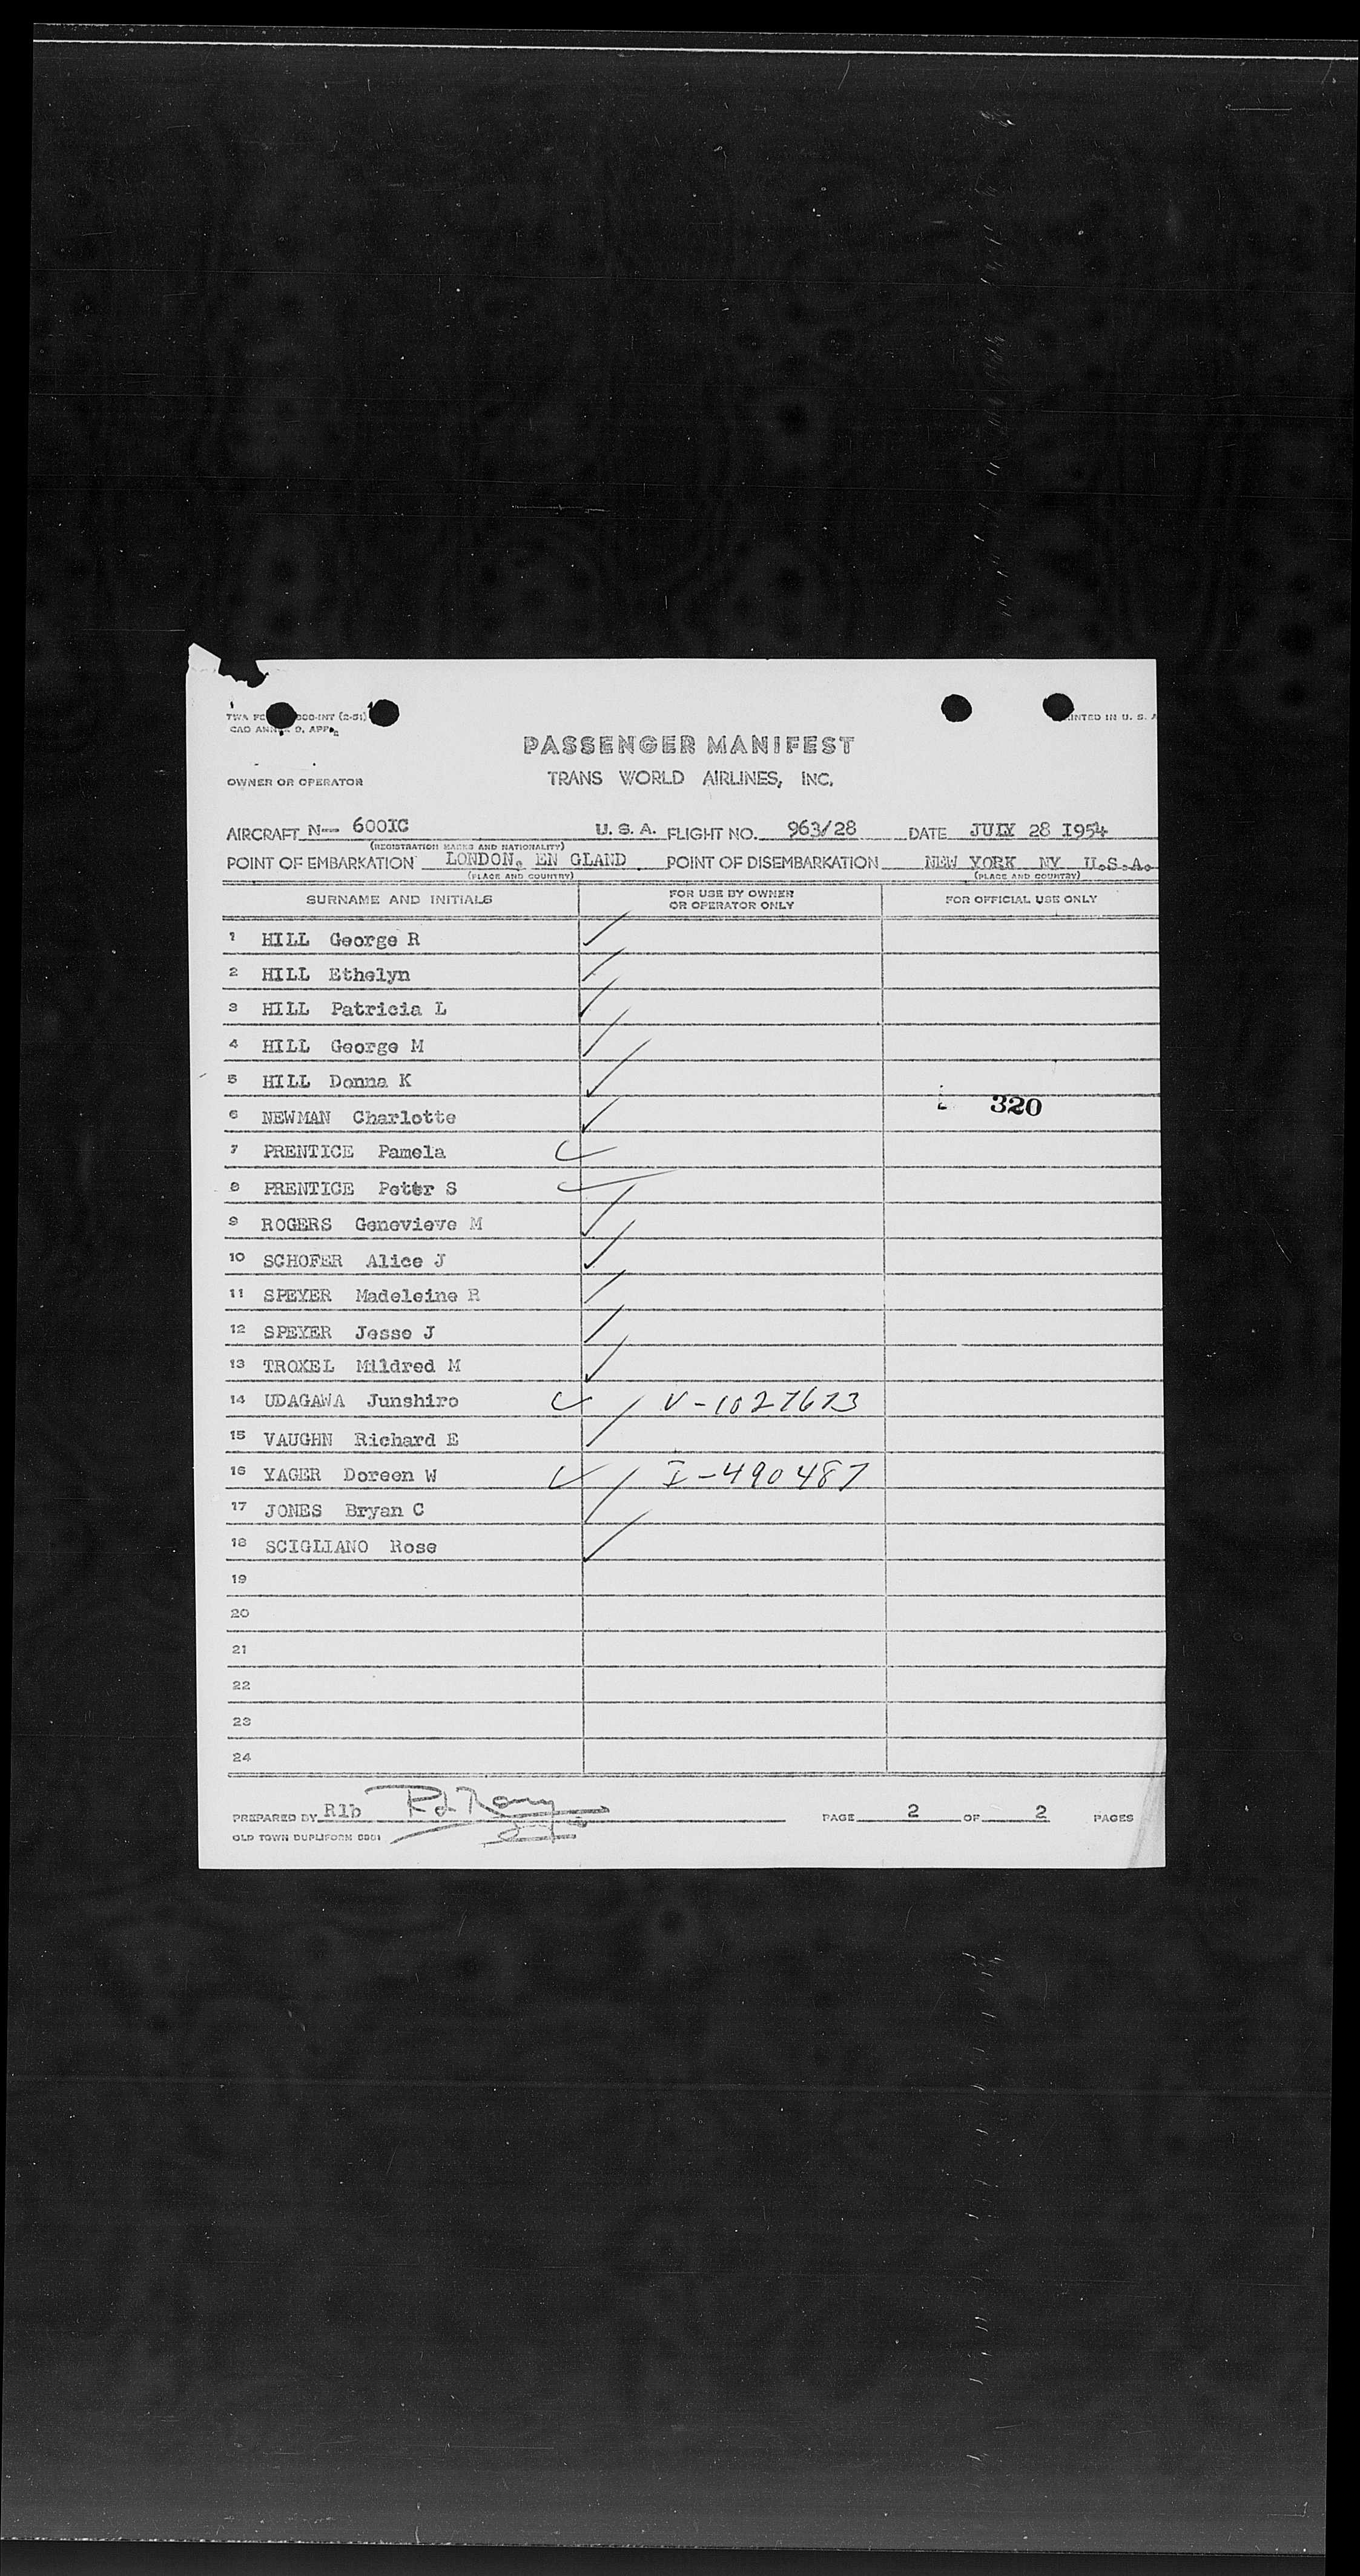 PRINTED IN U. S. A
PASSENGER MANIFEST
OWNER OR OPERATOR TRANS WORLD AIRLINES, INC.
AIRCRAFT N-- 6001C U. S. A. FLIGHT NO. 963/28 DATE JULY 28 1954
(REGISTRATION MARKS AND NATIONALITY)
POINT OF EMBARKATION LONDON, EN GLAND POINT OF DISEMBARKATION NEW YORK NY U.S.A.
(PLACE AND COUNTRY) (PLACE AND COUNTRY)
SURNAME AND INITIALS FOR USE BY OWNER OR OPERATOR ONLY FOR OFFICIAL USE ONLY
1 HILL George R
2 HILL Ethelyn
3 HILL Patricia L
4 HILL George M
5 HILL Donna K
320
6 NEWMAN Charlotte
7 PRENTICE Pamela
8 PRENTICE Peter S
9 ROGERS Genevieve M
10 SCHOFER Alice J
11 SPEYER Madeleine R
12 SPEYER Jesse J
13 TROXEL Mildred M
14 UDAGAWA Junshiro V-1027673
15 VAUGHN Richard E
16 YAGER Doreen W I-490487
17 JONES Bryan C
18 SCIGLIANO Rose
19
20
21
22
23
24
PREPARED BY Rlb PAGE 2 OF 2 PAGES
OLD TOWN DUPLIFORM